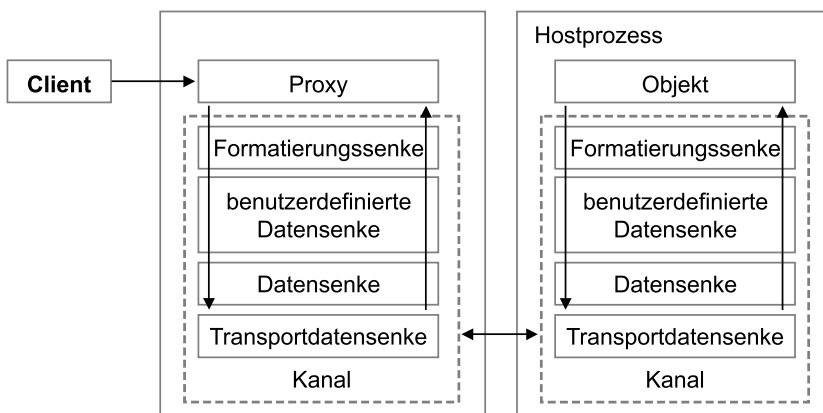 Client
Proxy
Formatierungssenke
benutzerdefinierte
Datensenke
Datensenke
Transportdatensenke
Kanal
Hostprozess
Objekt
Formatierungssenke
benutzerdefinierte
Datensenke
Datensenke
Transportdatensenke
Kanal